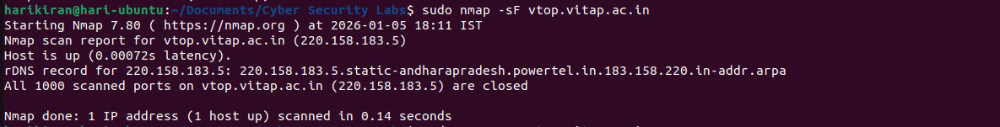 harikiran@hari-ubuntu:~/Documents/Cyber Security Labs$ sudo nmap -sF vtop.vitap.ac.in
Starting Nmap 7.80 ( https://nmap.org ) at 2026-01-05 18:11 IST
Nmap scan report for vtop.vitap.ac.in (220.158.183.5)
Host is up (0.00072s latency).
rDNS record for 220.158.183.5: 220.158.183.5.static-andharapradesh.powertel.in.183.158.220.in-addr.arpa
All 1000 scanned ports on vtop.vitap.ac.in (220.158.183.5) are closed
Nmap done: 1 IP address (1 host up) scanned in 0.14 seconds